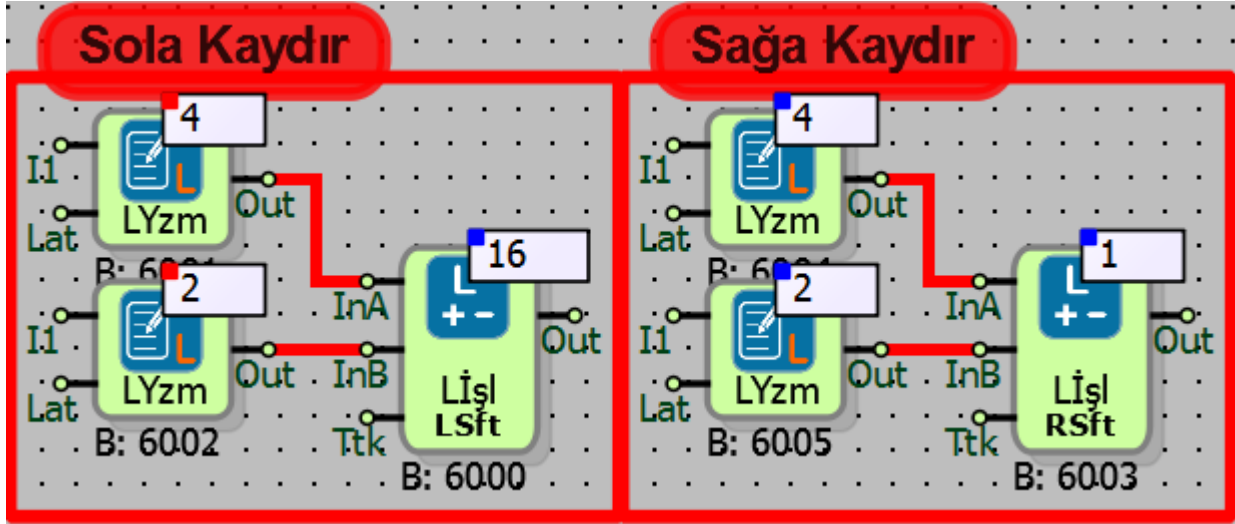 Sola Kaydır
4
I1
L
Out
LYzm
Lat
2
I1
L
Out
LYzm
Lat
B: 6002
16
L
+ -
InA
InB
Out
LİşI
LSft
Ttk
B: 6000
Sağa Kaydır
4
I1
L
Out
LYzm
Lat
2
I1
L
Out
LYzm
Lat
B: 6005
1
L
+ -
InA
InB
Out
LİşI
RSft
Ttk
B: 6003